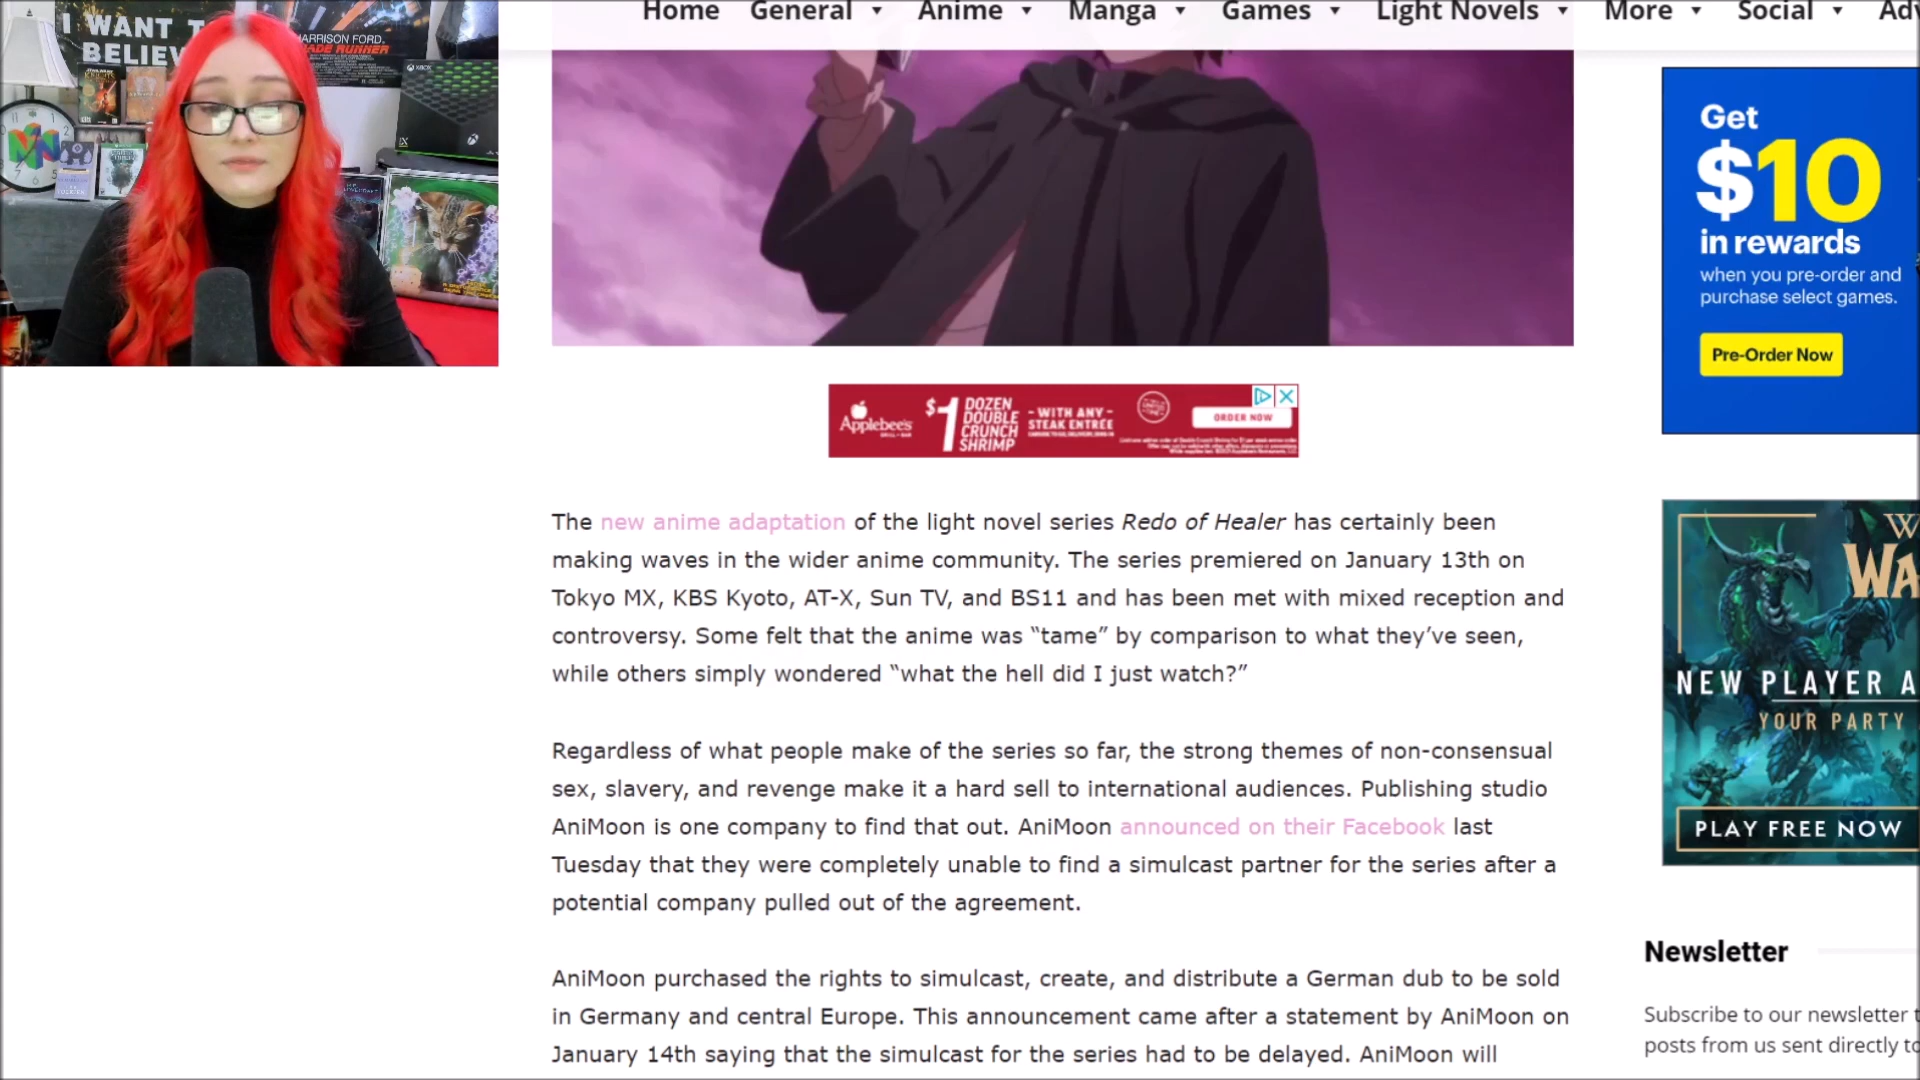 I WANT T
BELIEV
HARRISON FORD
BLADE RUNNER
XBOX
Home General Anime Manga Games Light Novels More Social Adv
Get
$10
in rewards
when you pre-order and
purchase select games.
Pre-Order Now
Applebee's
GRILL + BAR
$1 DOZEN
DOUBLE
CRUNCH
SHRIMP
- WITH ANY -
STEAK ENTRÉE
ORDER NOW
The new anime adaptation of the light novel series Redo of Healer has certainly been
making waves in the wider anime community. The series premiered on January 13th on
Tokyo MX, KBS Kyoto, AT-X, Sun TV, and BS11 and has been met with mixed reception and
controversy. Some felt that the anime was “tame” by comparison to what they’ve seen,
while others simply wondered “what the hell did I just watch?”
Regardless of what people make of the series so far, the strong themes of non-consensual
sex, slavery, and revenge make it a hard sell to international audiences. Publishing studio
AniMoon is one company to find that out. AniMoon announced on their Facebook last
Tuesday that they were completely unable to find a simulcast partner for the series after a
potential company pulled out of the agreement.
AniMoon purchased the rights to simulcast, create, and distribute a German dub to be sold
in Germany and central Europe. This announcement came after a statement by AniMoon on
January 14th saying that the simulcast for the series had to be delayed. AniMoon will
W
WA
NEW PLAYER A
YOUR PARTY
PLAY FREE NOW
Newsletter
Subscribe to our newsletter t
posts from us sent directly to